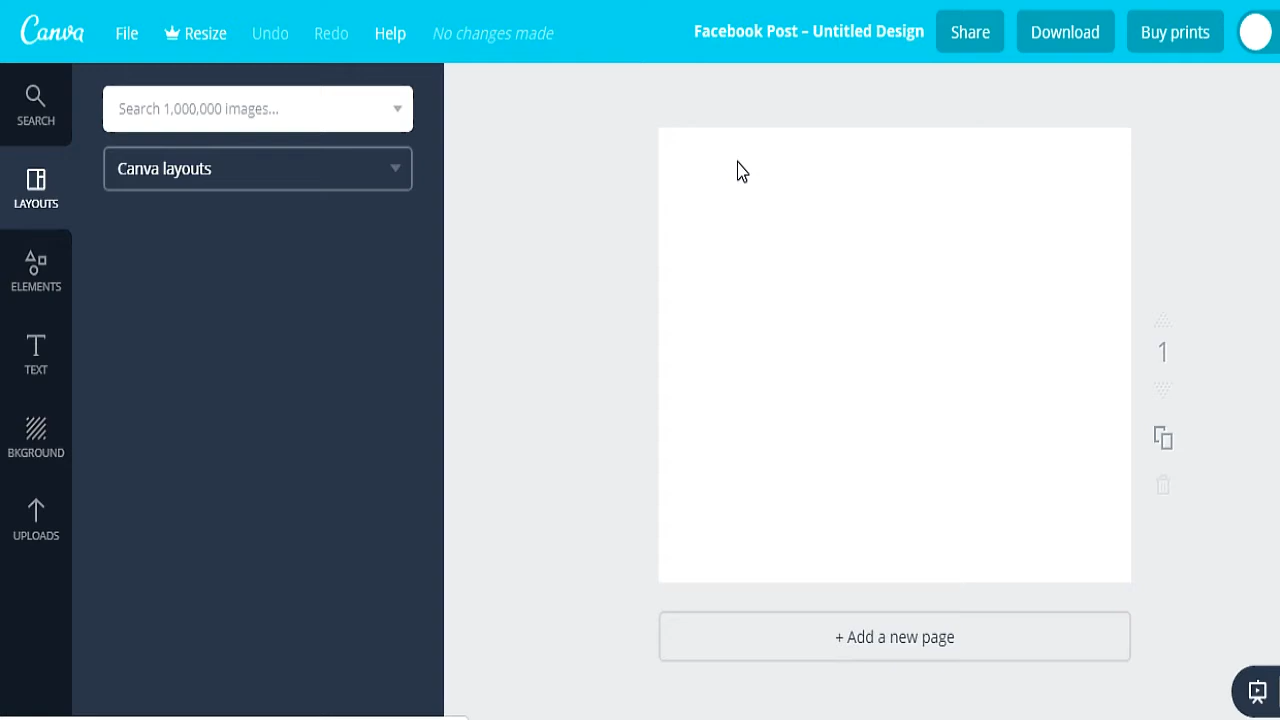 Canva File Resize Undo Redo Help No changes made Facebook Post – Untitled Design Share Download Buy prints
SEARCH
LAYOUTS
ELEMENTS
TEXT
BKGROUND
UPLOADS
Search 1,000,000 images...
Canva layouts
1
+ Add a new page